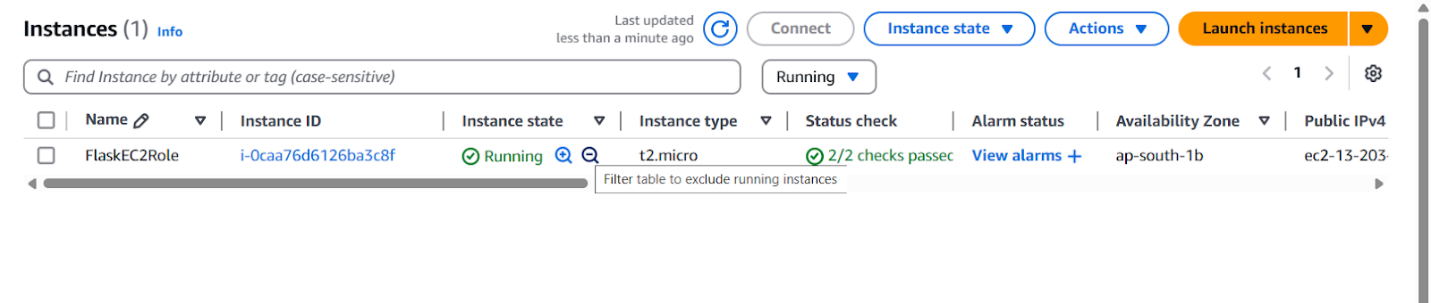 Instances (1) Info
Last updated
less than a minute ago
Connect
Instance state
Actions
Launch instances
Find Instance by attribute or tag (case-sensitive)
Running
1
Name Instance ID Instance state Instance type Status check Alarm status Availability Zone Public IPv4
FlaskEC2Role i-0caa76d6126ba3c8f Running t2.micro 2/2 checks passec View alarms + ap-south-1b ec2-13-203-
Filter table to exclude running instances